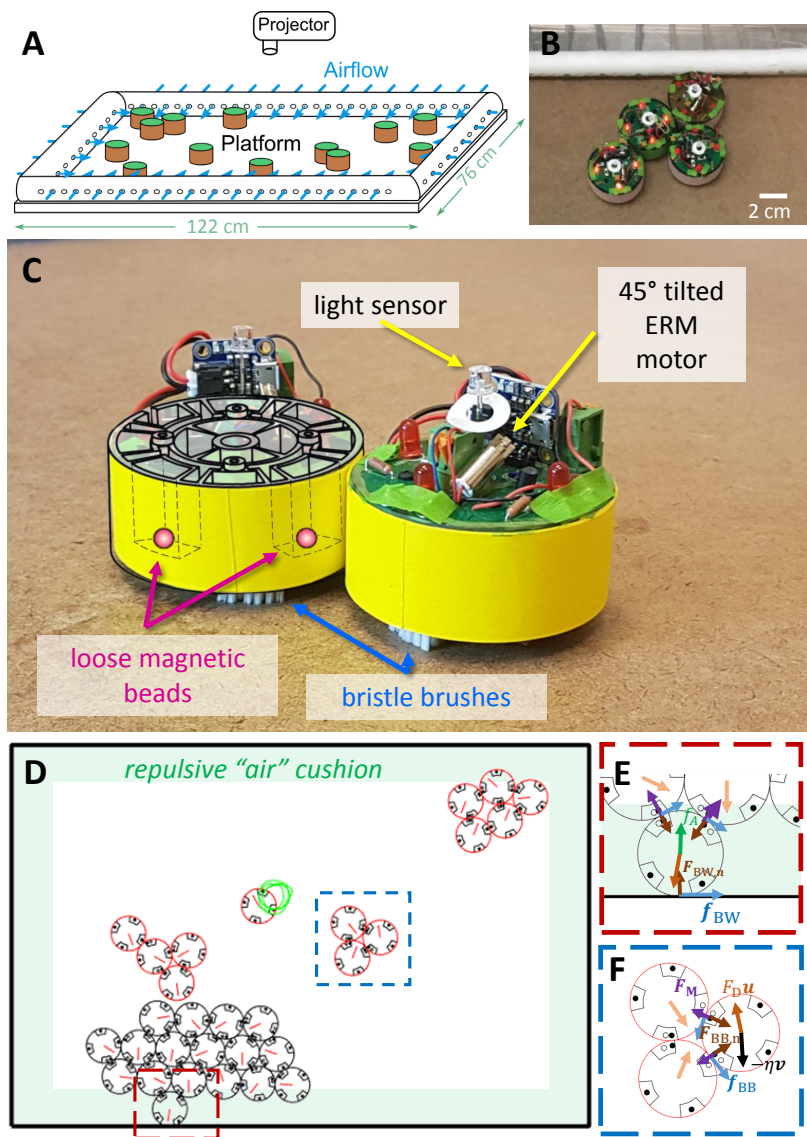 A
Projector
Airflow
Platform
76 cm
122 cm
B
2 cm
C
light sensor
45° tilted
ERM
motor
loose magnetic
beads
bristle brushes
D
repulsive “air” cushion
E
f_A
F_BW,n
f_BW
F
F_M
F_D u
F_BB,n
−ηv
f_BB